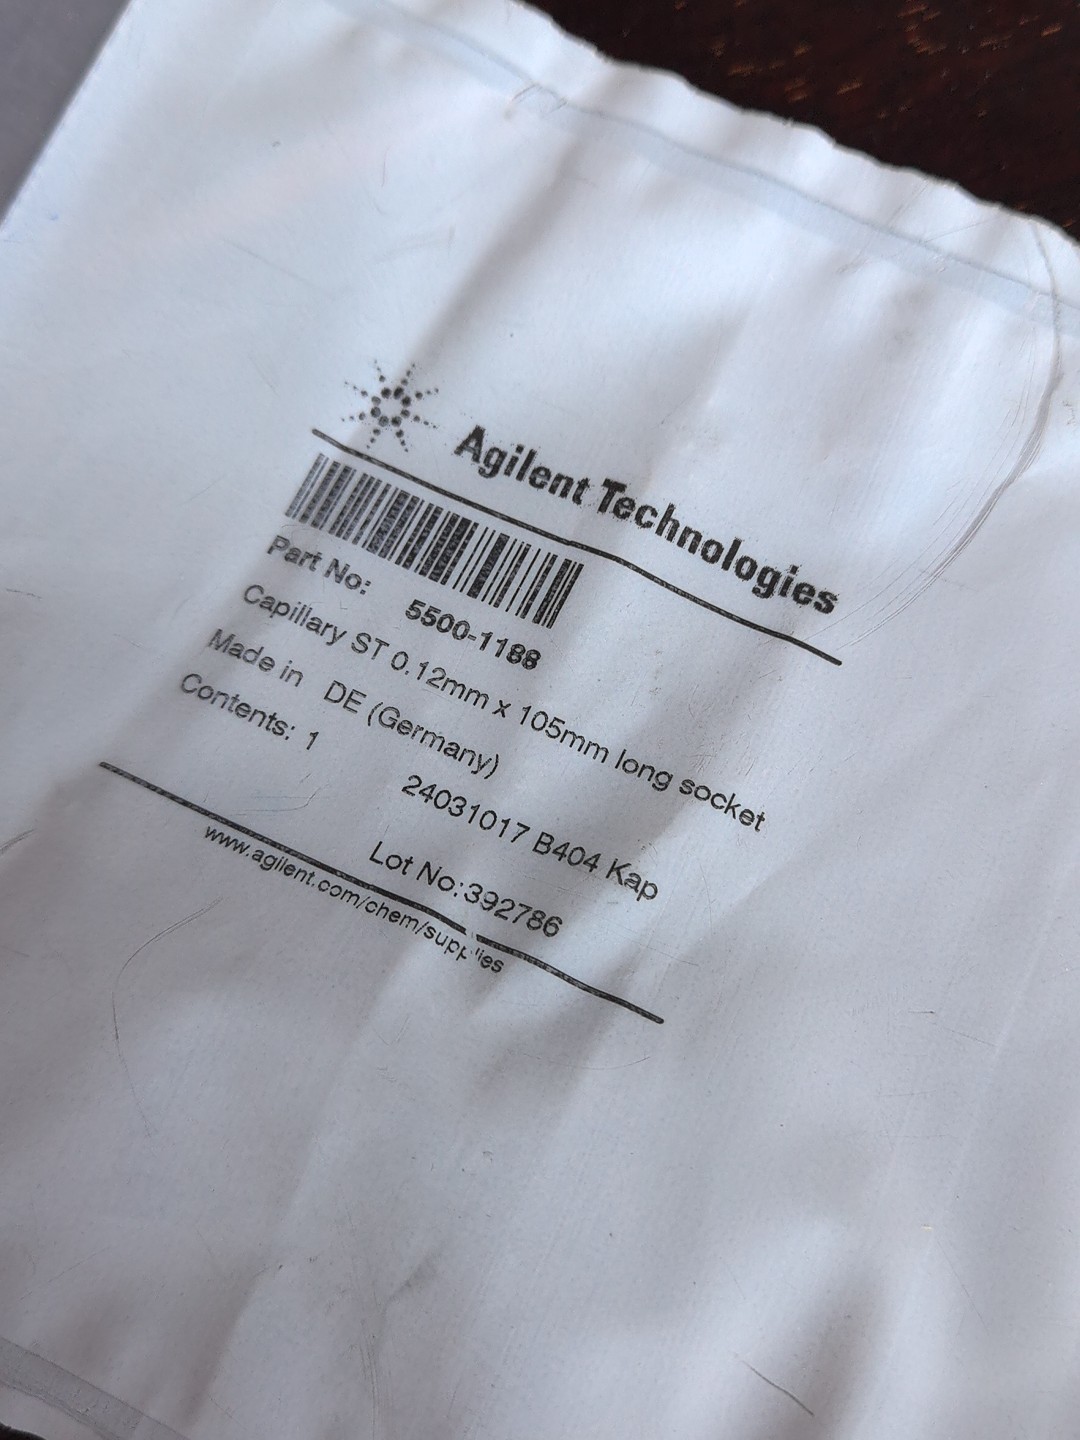 Agilent Technologies
Part No: 5500-1188
Capillary ST 0.12mm x 105mm long socket
Made in DE (Germany)
Contents: 1
24031017 B404 Kap
Lot No:392786
www.agilent.com/chem/supplies